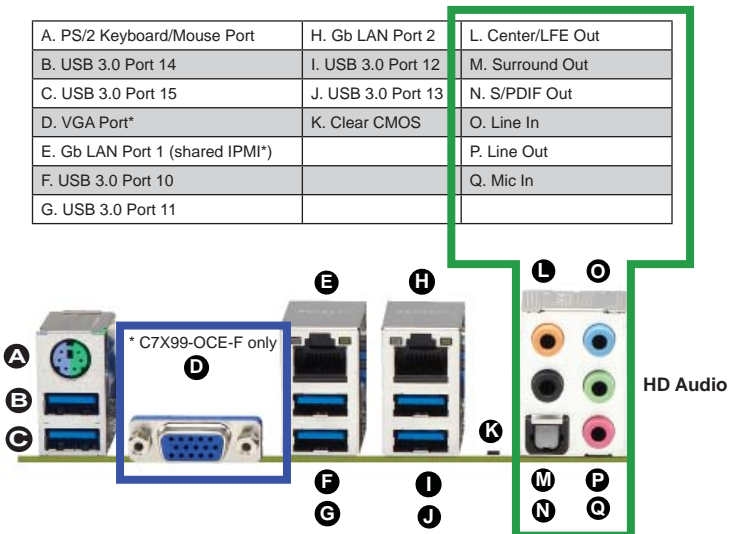 A. PS/2 Keyboard/Mouse Port H. Gb LAN Port 2 L. Center/LFE Out
B. USB 3.0 Port 14 I. USB 3.0 Port 12 M. Surround Out
C. USB 3.0 Port 15 J. USB 3.0 Port 13 N. S/PDIF Out
D. VGA Port* K. Clear CMOS O. Line In
E. Gb LAN Port 1 (shared IPMI*) P. Line Out
F. USB 3.0 Port 10 Q. Mic In
G. USB 3.0 Port 11
E H L O
* C7X99-OCE-F only
A D
B
HD Audio
C K
F I M P
G J N Q